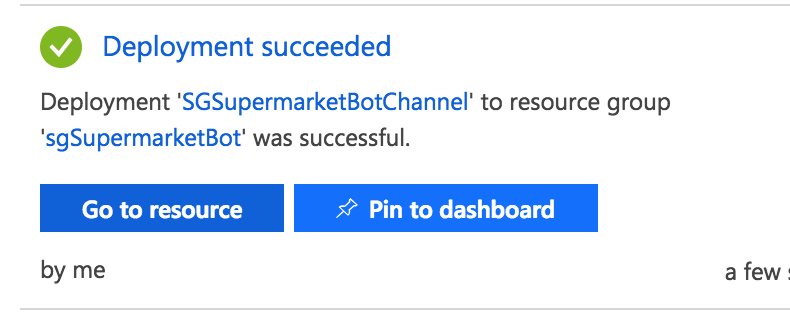 Deployment succeeded
Deployment 'SGSupermarketBotChannel' to resource group
'sgSupermarketBot' was successful.
Go to resource
Pin to dashboard
by me
a few